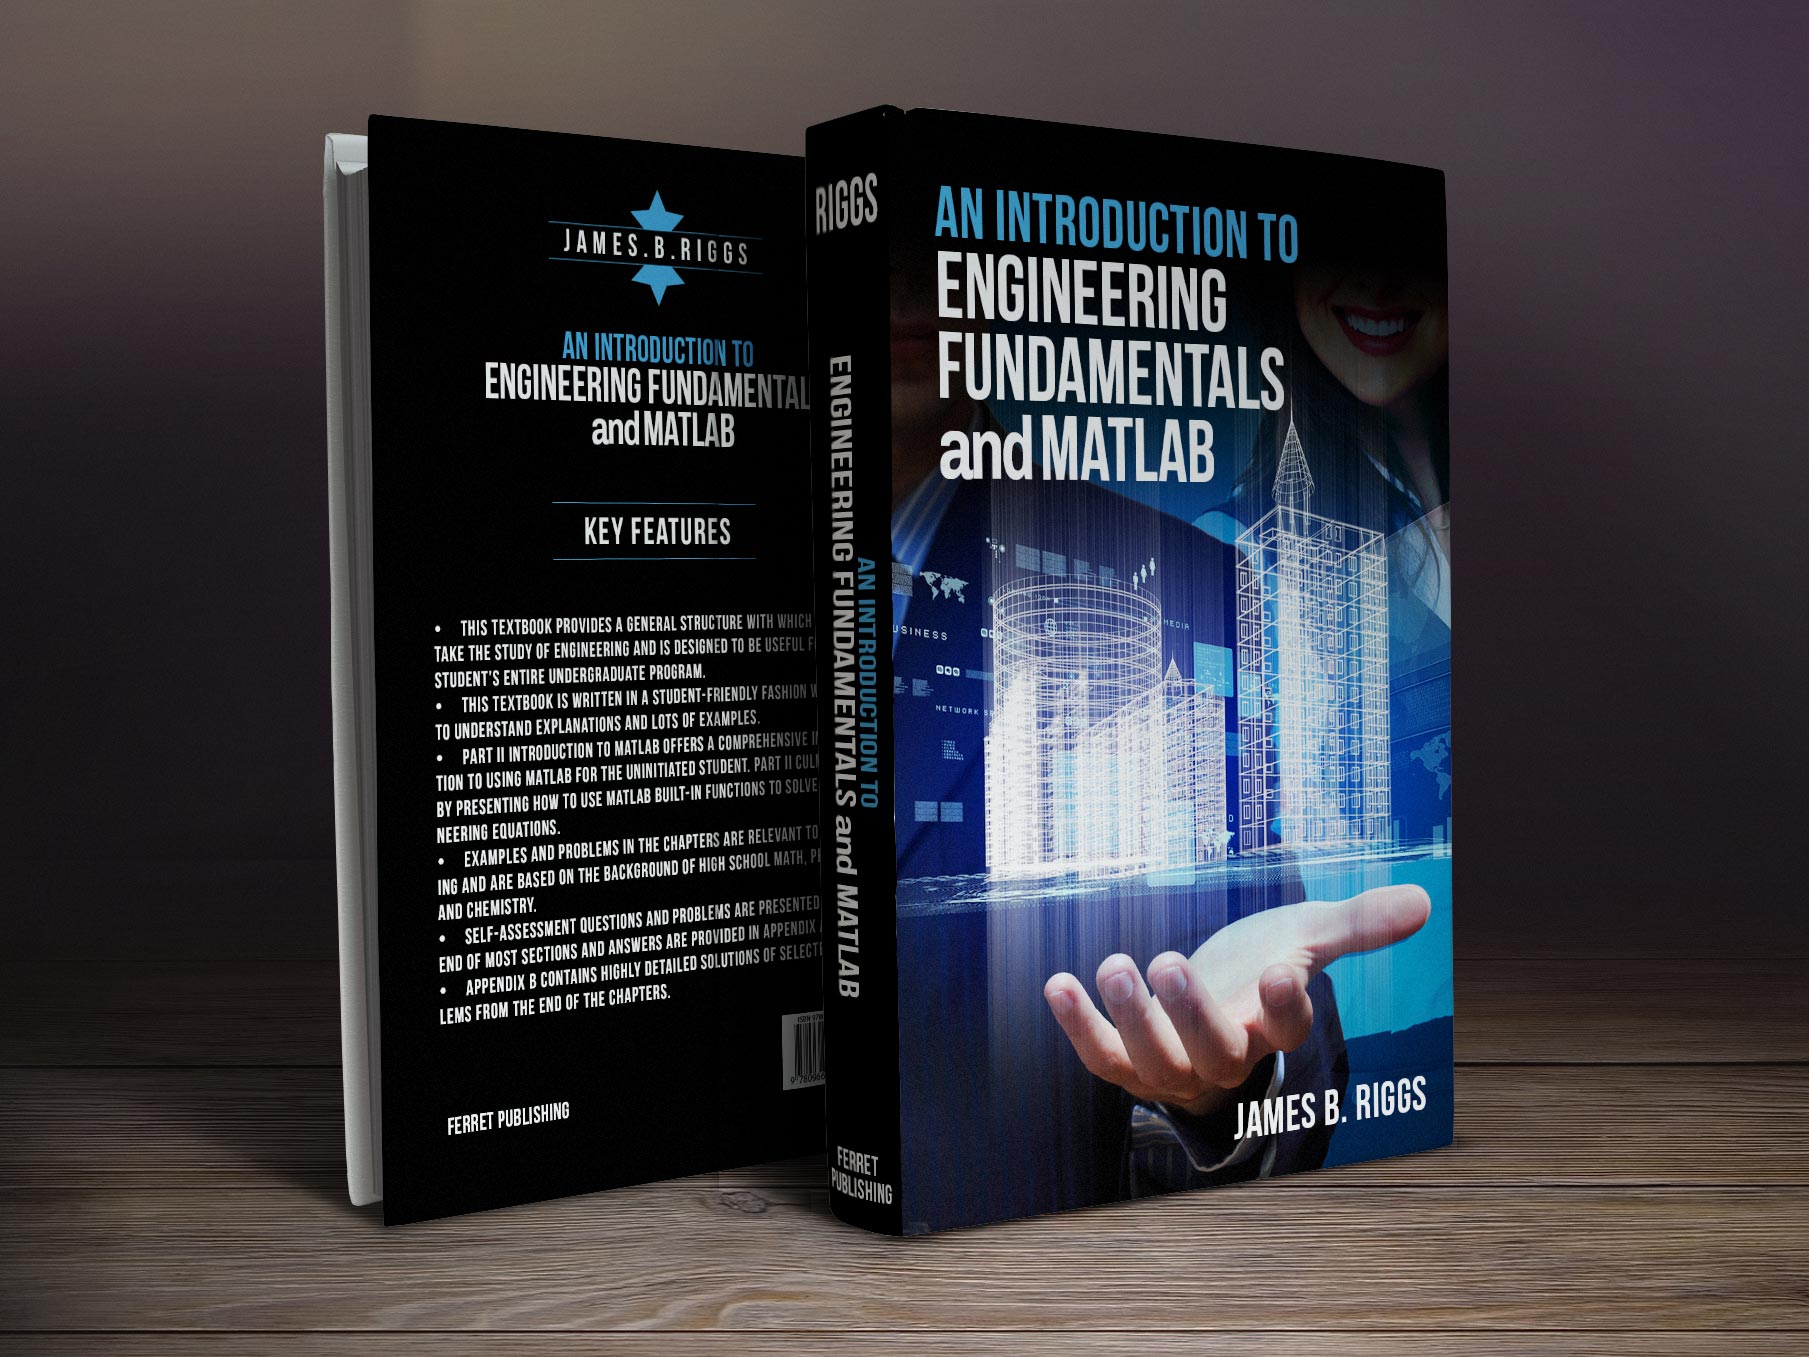 JAMES.B.RIGGS
AN INTRODUCTION TO
ENGINEERING FUNDAMENTAL
and MATLAB
KEY FEATURES
• THIS TEXTBOOK PROVIDES A GENERAL STRUCTURE WITH WHICH
TAKE THE STUDY OF ENGINEERING AND IS DESIGNED TO BE USEFUL
STUDENT'S ENTIRE UNDERGRADUATE PROGRAM.
• THIS TEXTBOOK IS WRITTEN IN A STUDENT-FRIENDLY FASHION
TO UNDERSTAND EXPLANATIONS AND LOTS OF EXAMPLES.
• PART II INTRODUCTION TO MATLAB OFFERS A COMPREHENSIVE
TION TO USING MATLAB FOR THE UNINITIATED STUDENT. PART II
BY PRESENTING HOW TO USE MATLAB BUILT-IN FUNCTIONS TO SOLVE
NEERING EQUATIONS.
• EXAMPLES AND PROBLEMS IN THE CHAPTERS ARE RELEVANT TO
ING AND ARE BASED ON THE BACKGROUND OF HIGH SCHOOL MATH,
AND CHEMISTRY.
• SELF-ASSESSMENT QUESTIONS AND PROBLEMS ARE PRESENTED
END OF MOST SECTIONS AND ANSWERS ARE PROVIDED IN APPENDIX
• APPENDIX B CONTAINS HIGHLY DETAILED SOLUTIONS OF
LEMS FROM THE END OF THE CHAPTERS.
FERRET PUBLISHING
RIGGS
AN INTRODUCTION TO
ENGINEERING FUNDAMENTALS and MATLAB
FERRET
PUBLISHING
AN INTRODUCTION TO
ENGINEERING
FUNDAMENTALS
and MATLAB
USINESS
MEDIA
NETWORK
JAMES B. RIGGS